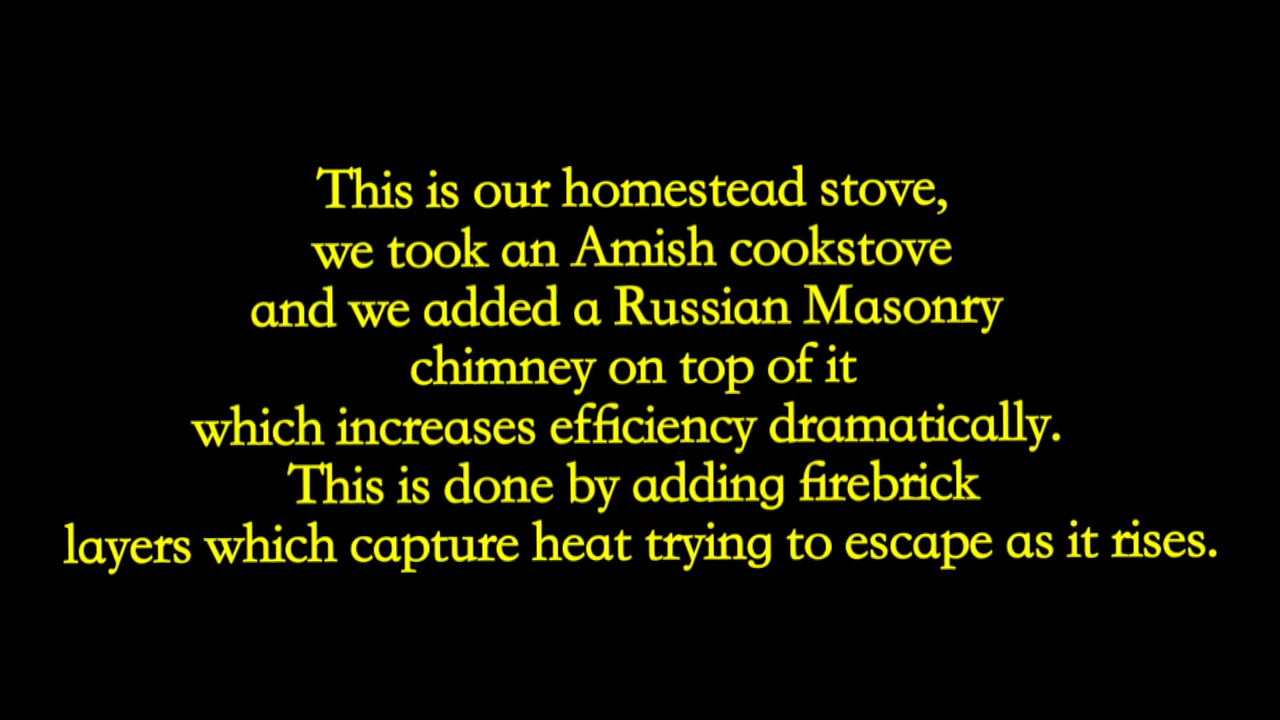 This is our homestead stove,
we took an Amish cookstove
and we added a Russian Masonry
chimney on top of it
which increases efficiency dramatically.
This is done by adding firebrick
layers which capture heat trying to escape as it rises.